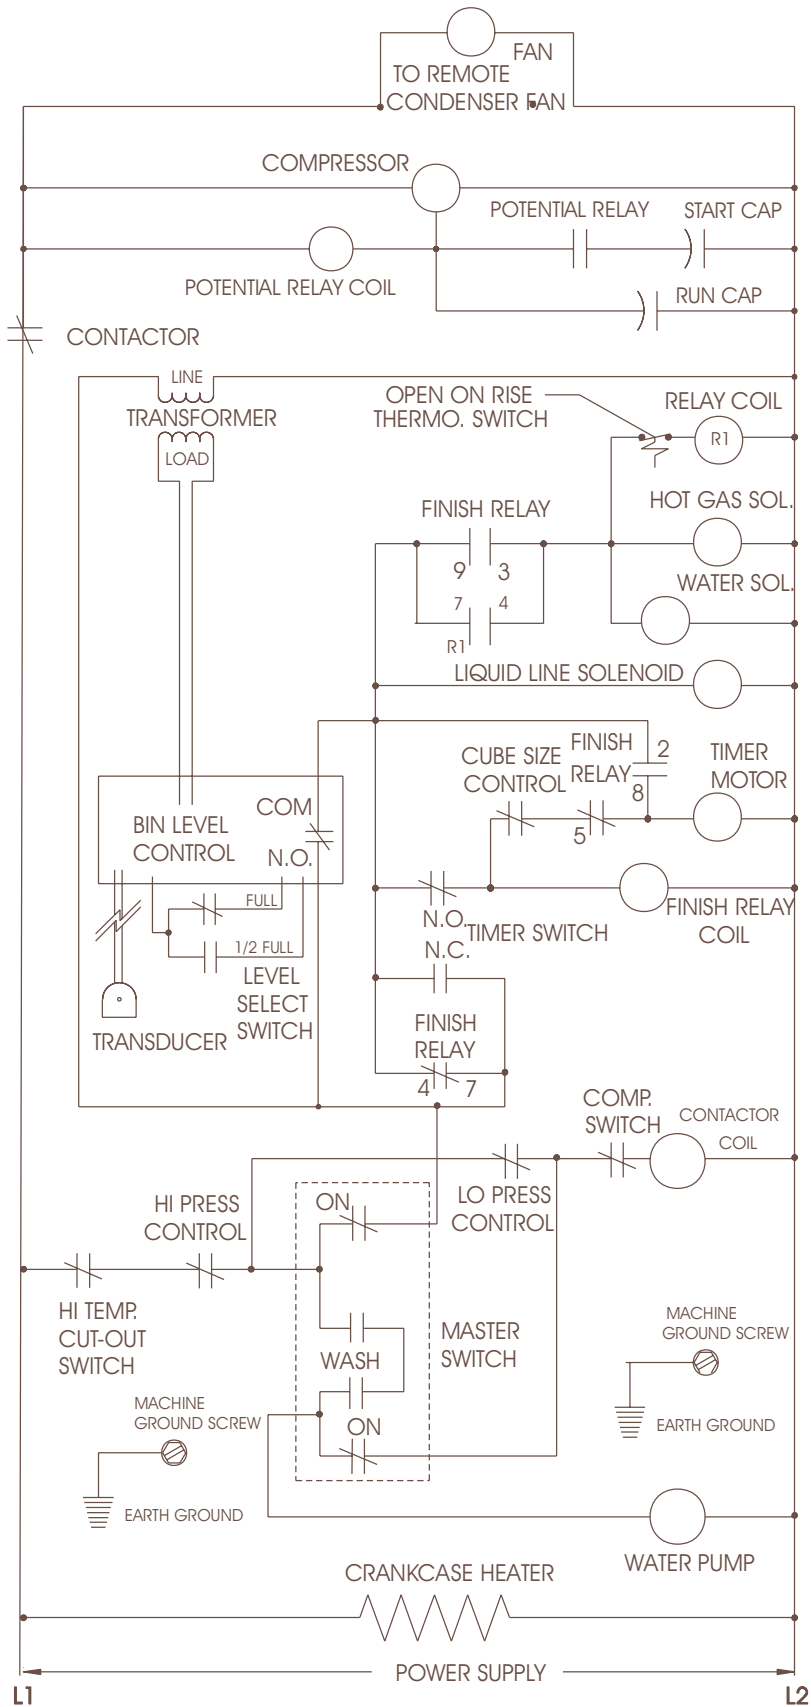 FAN
TO REMOTE
CONDENSER FAN
COMPRESSOR
POTENTIAL RELAY
START CAP
POTENTIAL RELAY COIL
RUN CAP
CONTACTOR
LINE
TRANSFORMER
LOAD
OPEN ON RISE
THERMO. SWITCH
RELAY COIL
R1
HOT GAS SOL.
FINISH RELAY
9 3
WATER SOL.
7 4
R1
LIQUID LINE SOLENOID
CUBE SIZE
CONTROL
FINISH
RELAY
2
8
5
TIMER
MOTOR
COM
BIN LEVEL
CONTROL
N.O.
FULL
1/2 FULL
LEVEL
SELECT
SWITCH
TRANSDUCER
N.O.
TIMER SWITCH
N.C.
FINISH RELAY
COIL
FINISH
RELAY
4 7
COMP.
SWITCH
CONTACTOR
COIL
HI PRESS
CONTROL
ON
LO PRESS
CONTROL
HI TEMP.
CUT-OUT
SWITCH
WASH
MASTER
SWITCH
ON
MACHINE
GROUND SCREW
EARTH GROUND
MACHINE
GROUND SCREW
EARTH GROUND
WATER PUMP
CRANKCASE HEATER
POWER SUPPLY
L1
L2